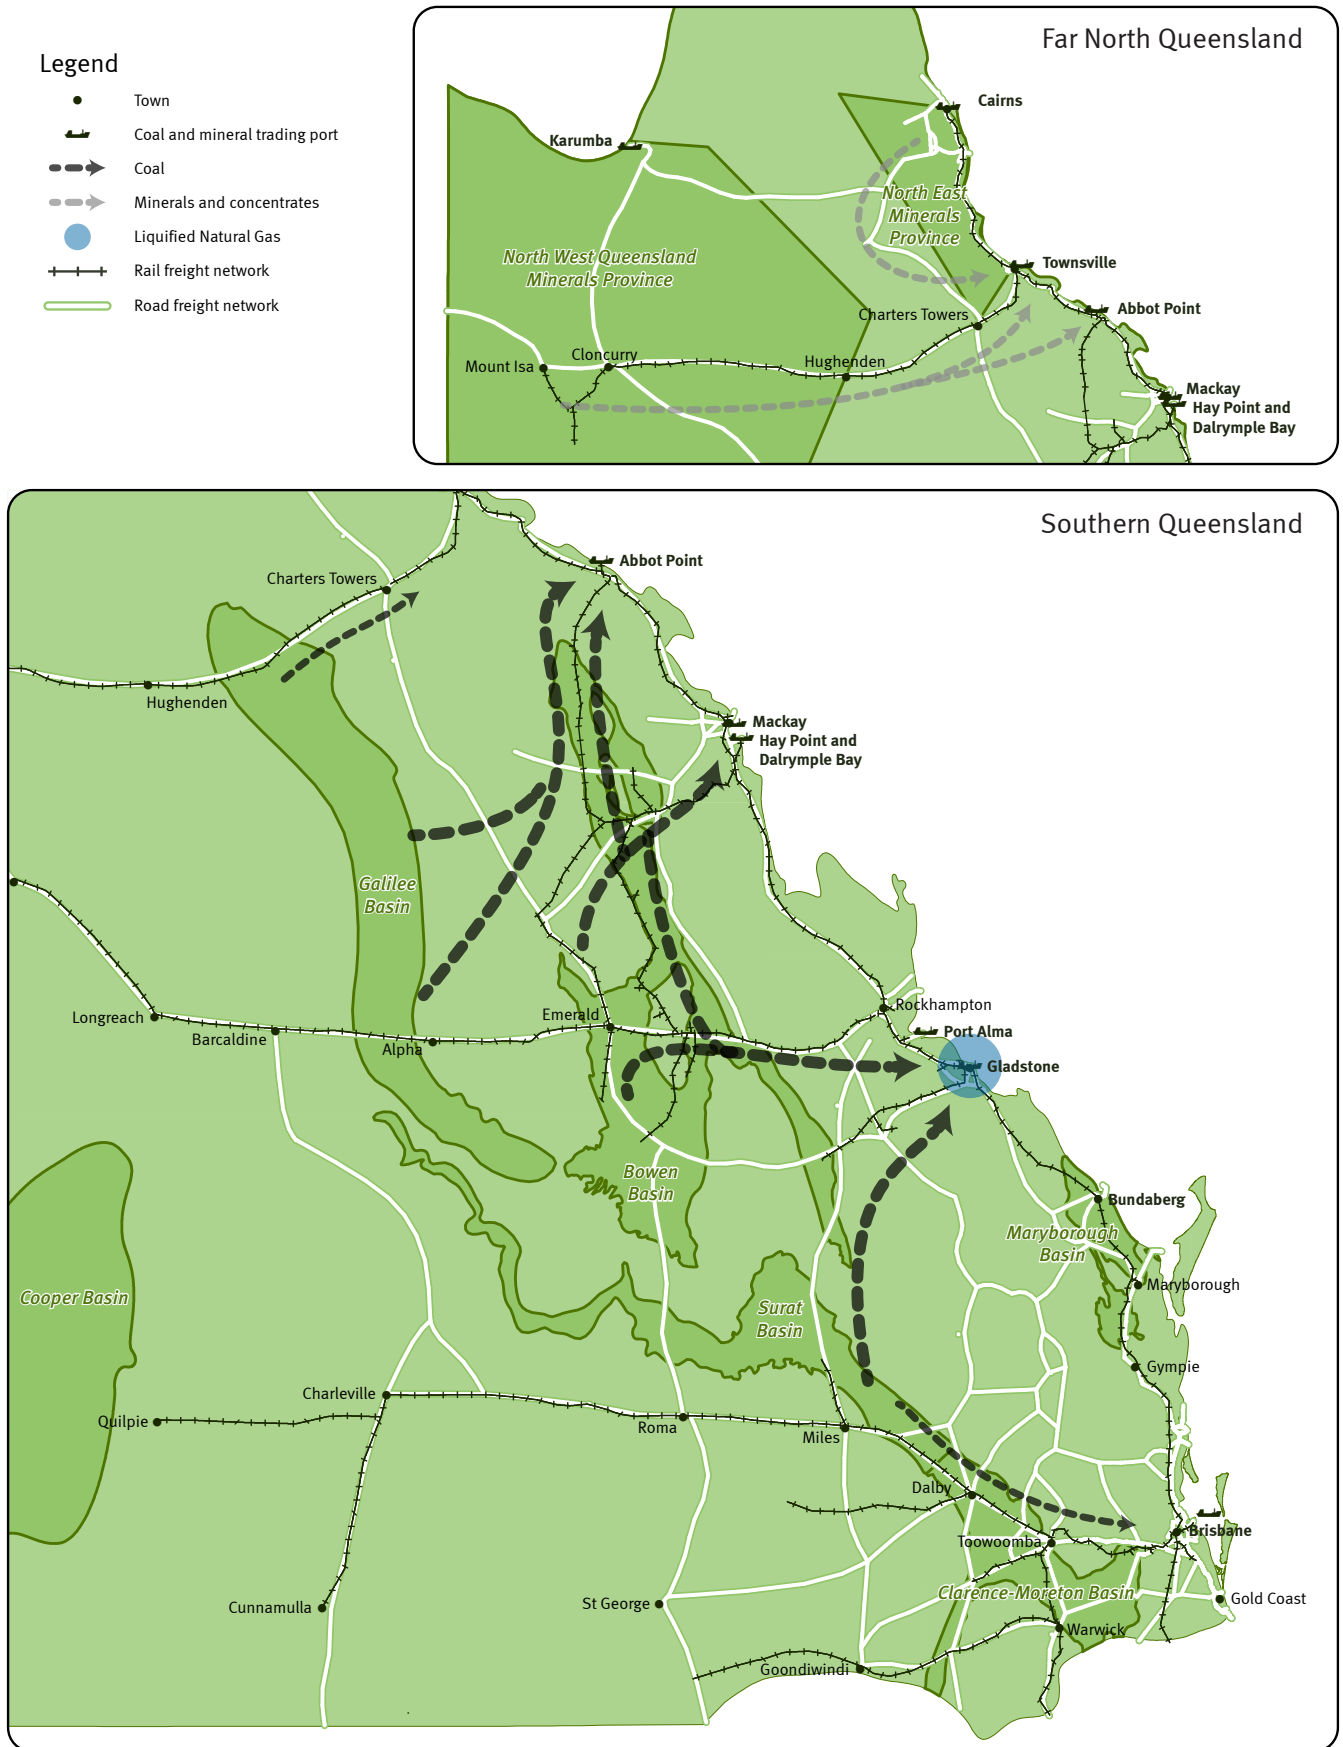 Legend
Town
Coal and mineral trading port
Coal
Minerals and concentrates
Liquified Natural Gas
Rail freight network
Road freight network
Far North Queensland
Cairns
Karumba
North East
Minerals
Province
North West Queensland
Minerals Province
Townsville
Charters Towers
Abbot Point
Cloncurry
Mount Isa
Hughenden
Mackay
Hay Point and
Dalrymple Bay
Southern Queensland
Abbot Point
Charters Towers
Hughenden
Mackay
Hay Point and
Dalrymple Bay
Galilee
Basin
Longreach
Barcaldine
Alpha
Emerald
Rockhampton
Port Alma
Gladstone
Bowen
Basin
Bundaberg
Maryborough
Basin
Maryborough
Cooper Basin
Surat
Basin
Gympie
Charleville
Quilpie
Roma
Miles
Dalby
Toowoomba
Brisbane
Clarence-Moreton Basin
Gold Coast
Cunnamulla
St George
Warwick
Goondiwindi